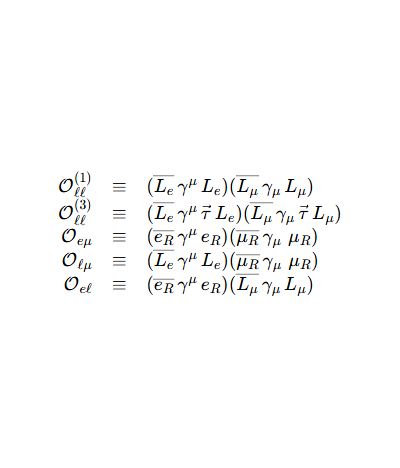 𝒪_{ℓℓ}^{(1)} ≡ (\overline{L_e} γ^μ L_e)(\overline{L_μ} γ_μ L_μ)
𝒪_{ℓℓ}^{(3)} ≡ (\overline{L_e} γ^μ \vec{τ} L_e)(\overline{L_μ} γ_μ \vec{τ} L_μ)
𝒪_{eμ} ≡ (\overline{e_R} γ^μ e_R)(\overline{μ_R} γ_μ μ_R)
𝒪_{ℓμ} ≡ (\overline{L_e} γ^μ L_e)(\overline{μ_R} γ_μ μ_R)
𝒪_{eℓ} ≡ (\overline{e_R} γ^μ e_R)(\overline{L_μ} γ_μ L_μ)